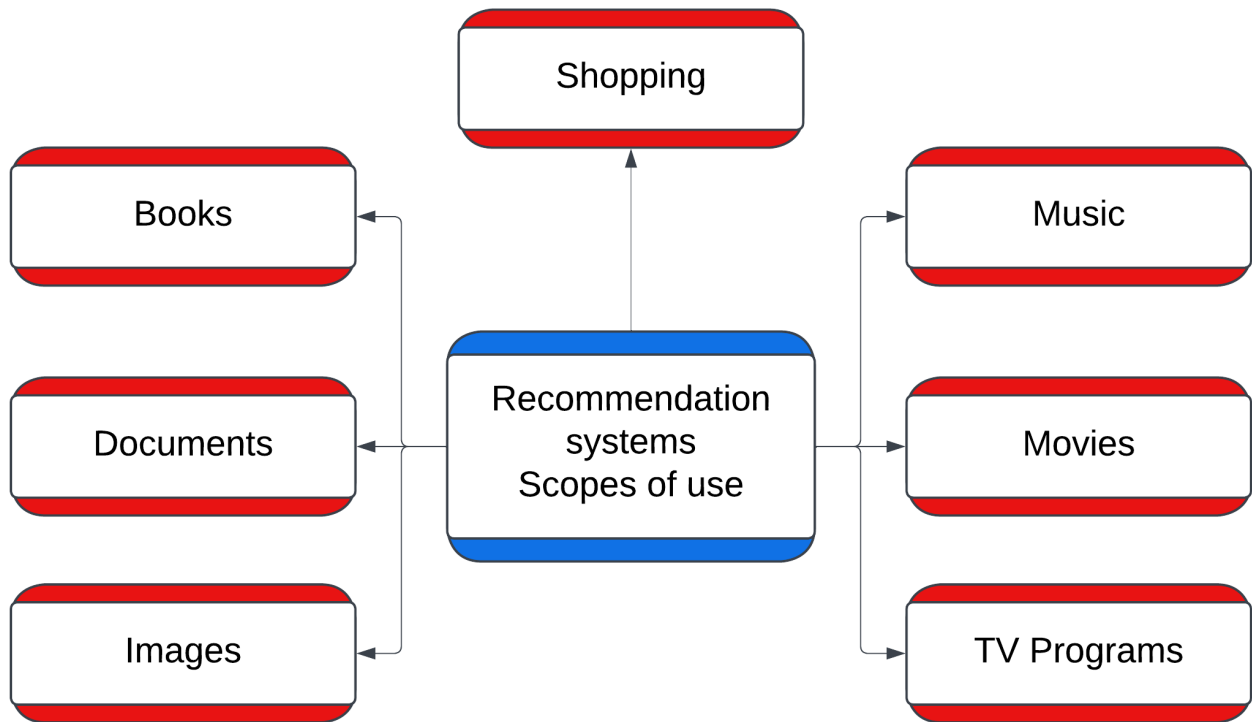 Shopping
Books
Music
Recommendation
systems
Scopes of use
Documents
Movies
Images
TV Programs